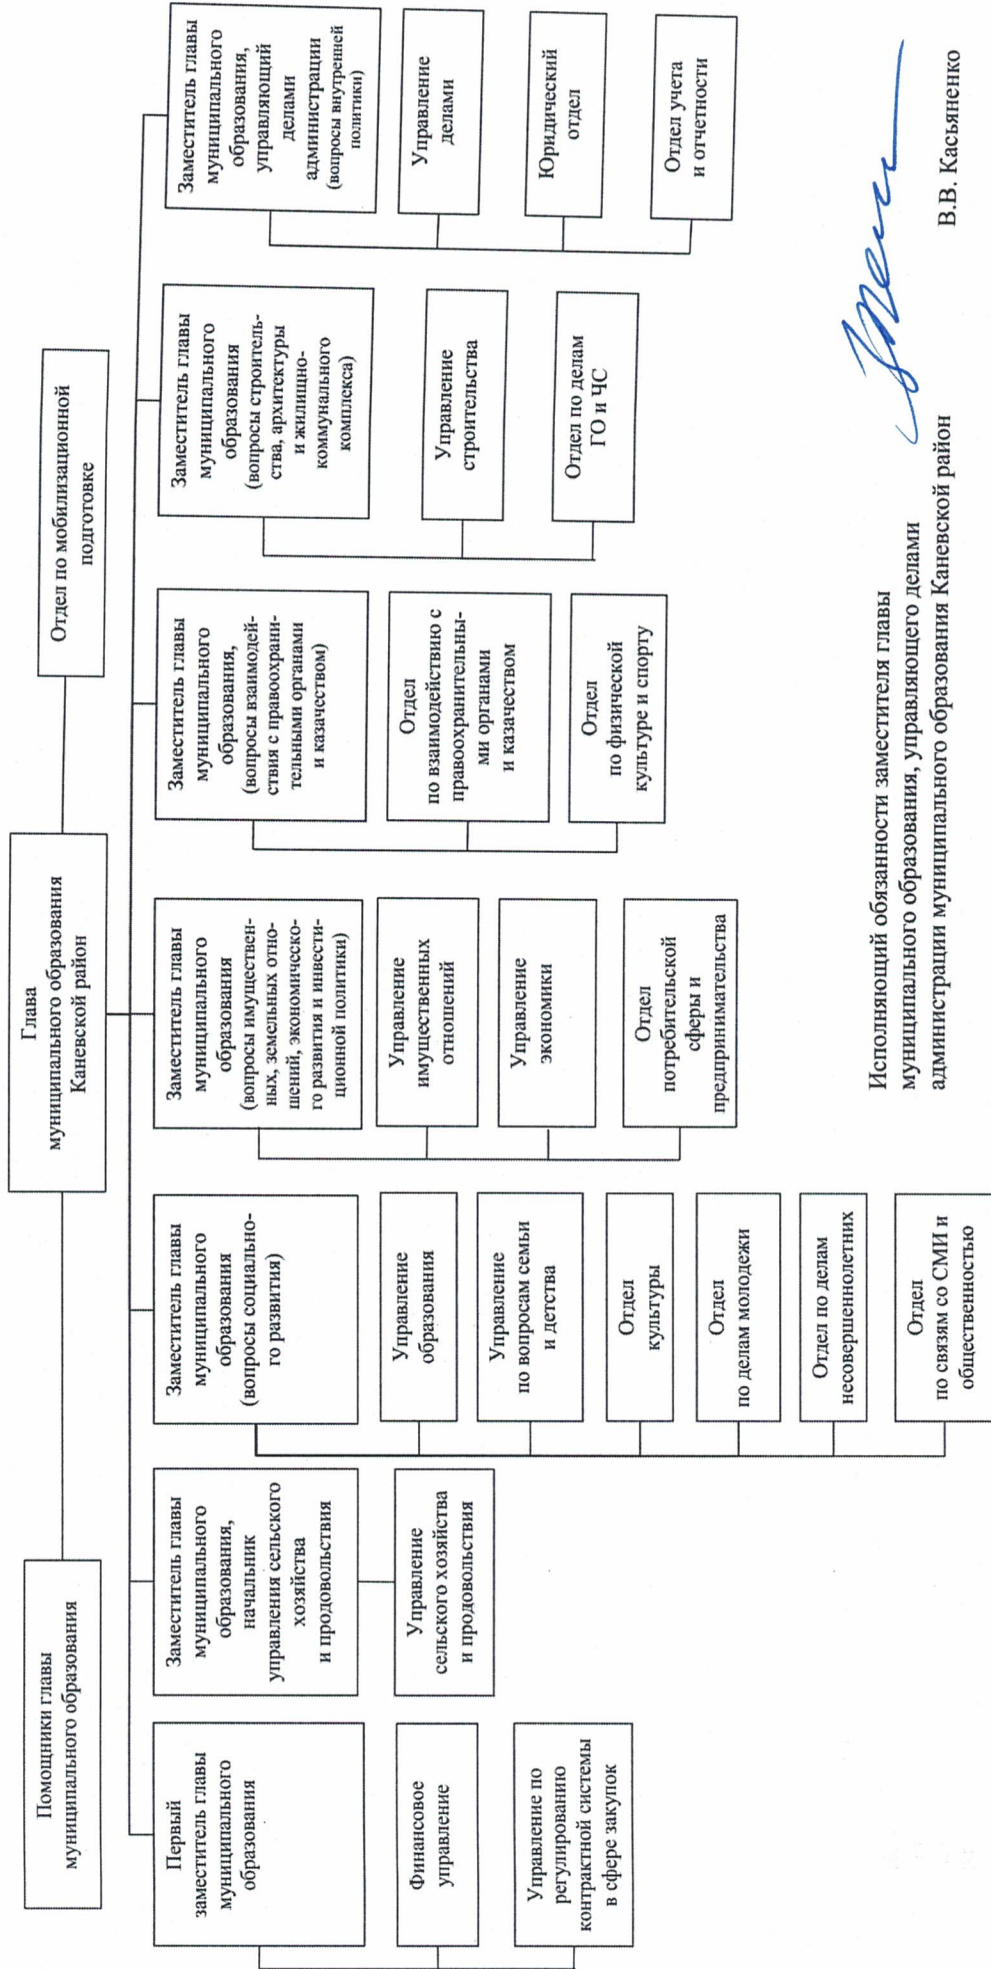 Глава
муниципального образования
Каневской район
Помощники главы
муниципального образования
Отдел по мобилизационной
подготовке
Первый
заместитель главы
муниципального
образования
Финансовое
управление
Управление по
регулированию
контрактной системы
в сфере закупок
Заместитель главы
муниципального
образования,
начальник
управления сельского
хозяйства
и продовольствия
Управление
сельского хозяйства
и продовольствия
Заместитель главы
муниципального
образования
(вопросы социально-
го развития)
Управление
образования
Управление
по вопросам семьи
и детства
Отдел
культуры
Отдел
по делам молодежи
Отдел по делам
несовершеннолетних
Отдел
по связям со СМИ и
общественностью
Заместитель главы
муниципального
образования
(вопросы имуществен-
ных, земельных отно-
шений, экономическо-
го развития и инвести-
ционной политики)
Управление
имущественных
отношений
Управление
экономики
Отдел
потребительской
сферы и
предпринимательства
Заместитель главы
муниципального
образования,
(вопросы взаимодей-
ствия с правоохрани-
тельными органами
и казачеством)
Отдел
по взаимодействию с
правоохранительны-
ми органами
и казачеством
Отдел
по физической
культуре и спорту
Заместитель главы
муниципального
образования
(вопросы строитель-
ства, архитектуры
и жилищно-
коммунального
комплекса)
Управление
строительства
Отдел по делам
ГО и ЧС
Заместитель главы
муниципального
образования,
управляющий
делами
администрации
(вопросы внутренней
политики)
Управление
делами
Юридический
отдел
Отдел учета
и отчетности
Исполняющий обязанности заместителя главы
муниципального образования, управляющего делами
администрации муниципального образования Каневской район
В.В. Касьяненко